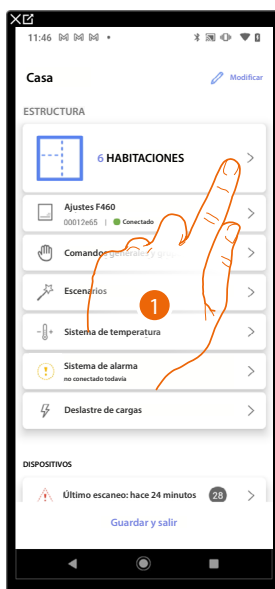 11:46
Casa
Modificar
ESTRUCTURA
6 HABITACIONES
Ajustes F460
00012e65 | Conectado
Comandos generales y grupos
Escenarios
1
Sistema de temperatura
Sistema de alarma
no conectado todavía
Deslastre de cargas
DISPOSITIVOS
Último escaneo: hace 24 minutos 28
Guardar y salir